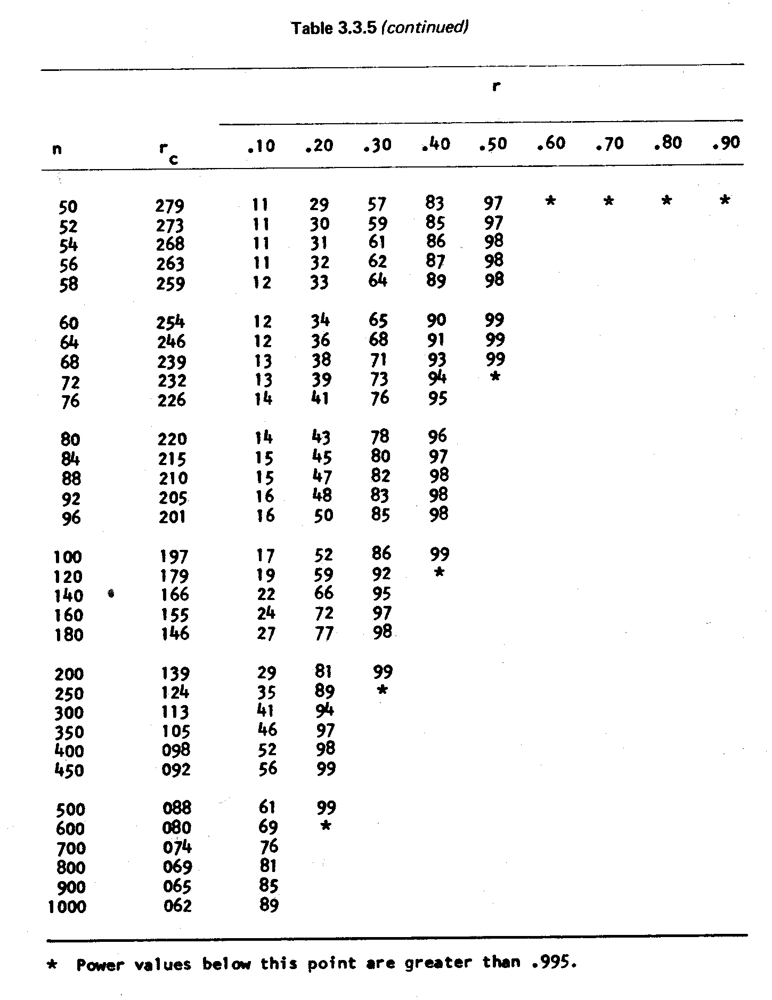 Table 3.3.5 (continued)
r
n r c .10 .20 .30 .40 .50 .60 .70 .80 .90
50 279 11 29 57 83 97 * * * *
52 273 11 30 59 85 97
54 268 11 31 61 86 98
56 263 11 32 62 87 98
58 259 12 33 64 89 98
60 254 12 34 65 90 99
64 246 12 36 68 91 99
68 239 13 38 71 93 99
72 232 13 39 73 94 *
76 226 14 41 76 95
80 220 14 43 78 96
84 215 15 45 80 97
88 210 15 47 82 98
92 205 16 48 83 98
96 201 16 50 85 98
100 197 17 52 86 99
120 179 19 59 92 *
140 166 22 66 95
160 155 24 72 97
180 146 27 77 98
200 139 29 81 99
250 124 35 89 *
300 113 41 94
350 105 46 97
400 098 52 98
450 092 56 99
500 088 61 99
600 080 69 *
700 074 76
800 069 81
900 065 85
1000 062 89
* Power values below this point are greater than .995.